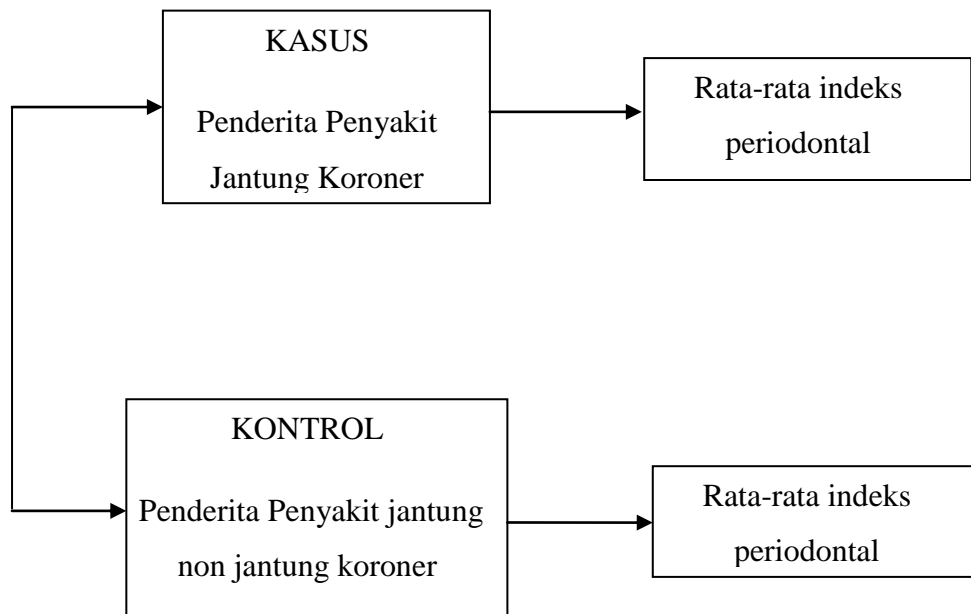 KASUS
Penderita Penyakit
Jantung Koroner
Rata-rata indeks
periodontal
KONTROL
Penderita Penyakit jantung
non jantung koroner
Rata-rata indeks
periodontal